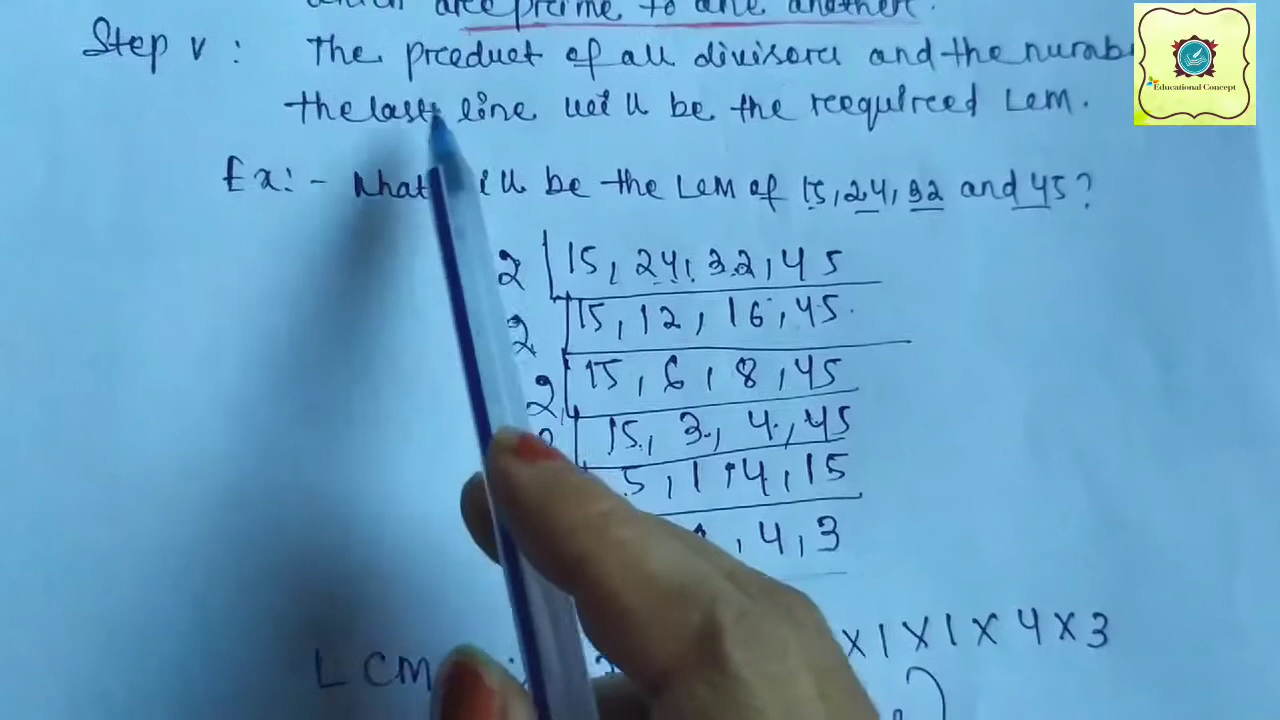 which are prime to one another.
Step V: The preeduct of all divisors and the numb
the last line will be the reequireed Lcm.
Educational Concept
Ex:- What will be the LCM of 15, 24, 32 and 45?
2 | 15, 24, 32, 45
2 | 15, 12, 16, 45
2 | 15, 6, 8, 45
15, 3, 4, 45
5, 1, 4, 15
, 4, 3
LCM × 1 × 1 × 4 × 3